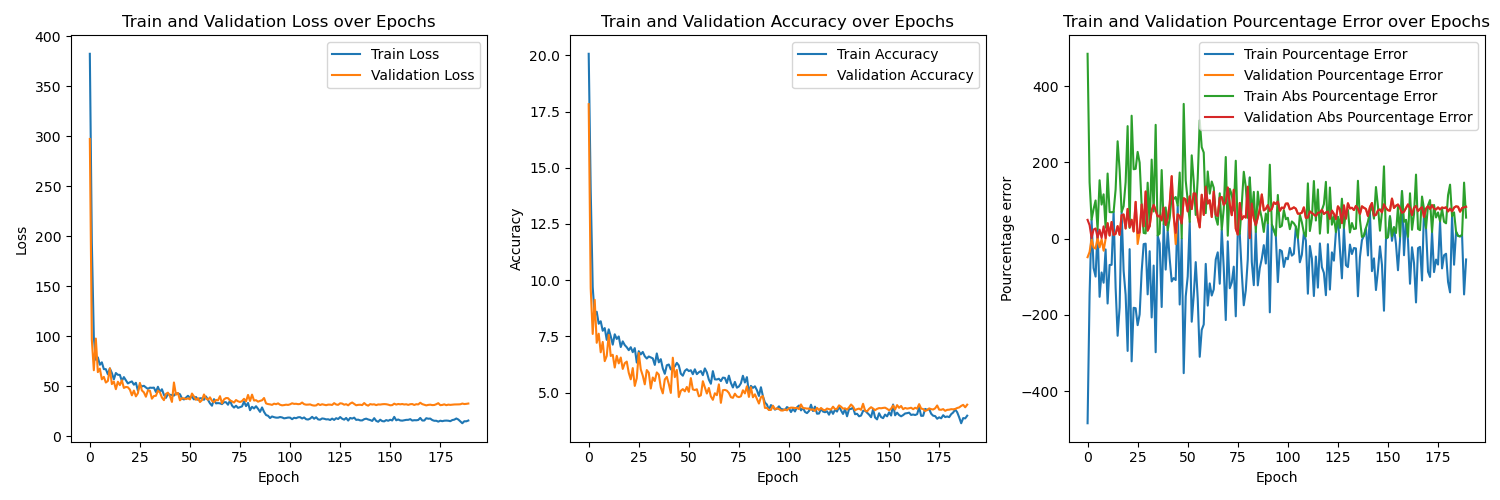 Train and Validation Loss over Epochs
Loss
400
350
300
250
200
150
100
50
0
Train Loss
Validation Loss
0 25 50 75 100 125 150 175
Epoch
Train and Validation Accuracy over Epochs
Accuracy
20.0
17.5
15.0
12.5
10.0
7.5
5.0
Train Accuracy
Validation Accuracy
0 25 50 75 100 125 150 175
Epoch
Train and Validation Pourcentage Error over Epochs
Pourcentage error
400
200
0
−200
−400
Train Pourcentage Error
Validation Pourcentage Error
Train Abs Pourcentage Error
Validation Abs Pourcentage Error
0 25 50 75 100 125 150 175
Epoch